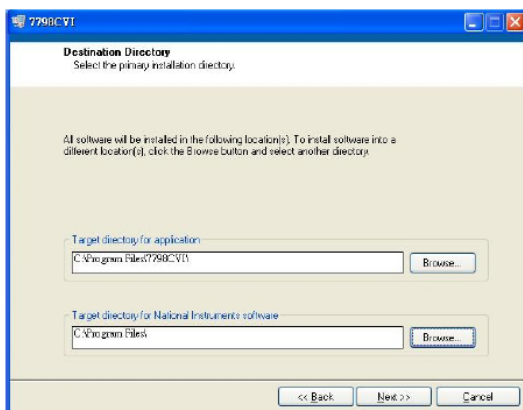 7798CVI
Destination Directory
Select the primary installation directory.
All software will be installed in the following location(s). To install software into a
different location(s), click the Browse button and select another directory.
Target directory for application
C:\Program Files\7798CVI\
Browse...
Target directory for National Instruments software
C:\Program Files\
Browse...
<< Back
Next >>
Cancel